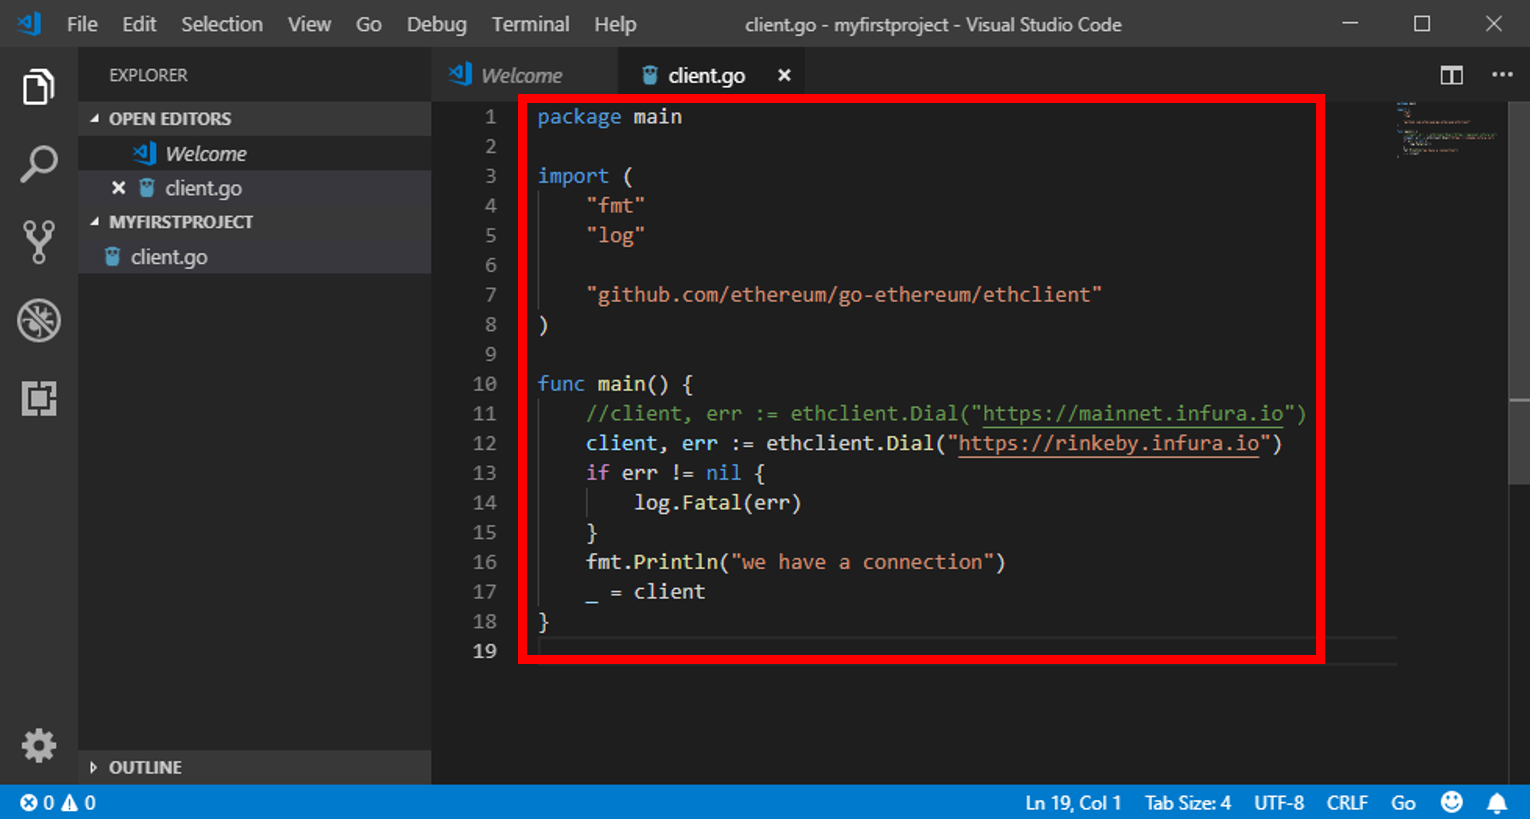 File Edit Selection View Go Debug Terminal Help client.go - myfirstproject - Visual Studio Code
EXPLORER
OPEN EDITORS
Welcome
client.go
MYFIRSTPROJECT
client.go
OUTLINE
Welcome client.go
1 package main
2
3 import (
4 "fmt"
5 "log"
6
7 "github.com/ethereum/go-ethereum/ethclient"
8 )
9
10 func main() {
11 //client, err := ethclient.Dial("https://mainnet.infura.io")
12 client, err := ethclient.Dial("https://rinkeby.infura.io")
13 if err != nil {
14 log.Fatal(err)
15 }
16 fmt.Println("we have a connection")
17 _ = client
18 }
19
0 0 Ln 19, Col 1 Tab Size: 4 UTF-8 CRLF Go